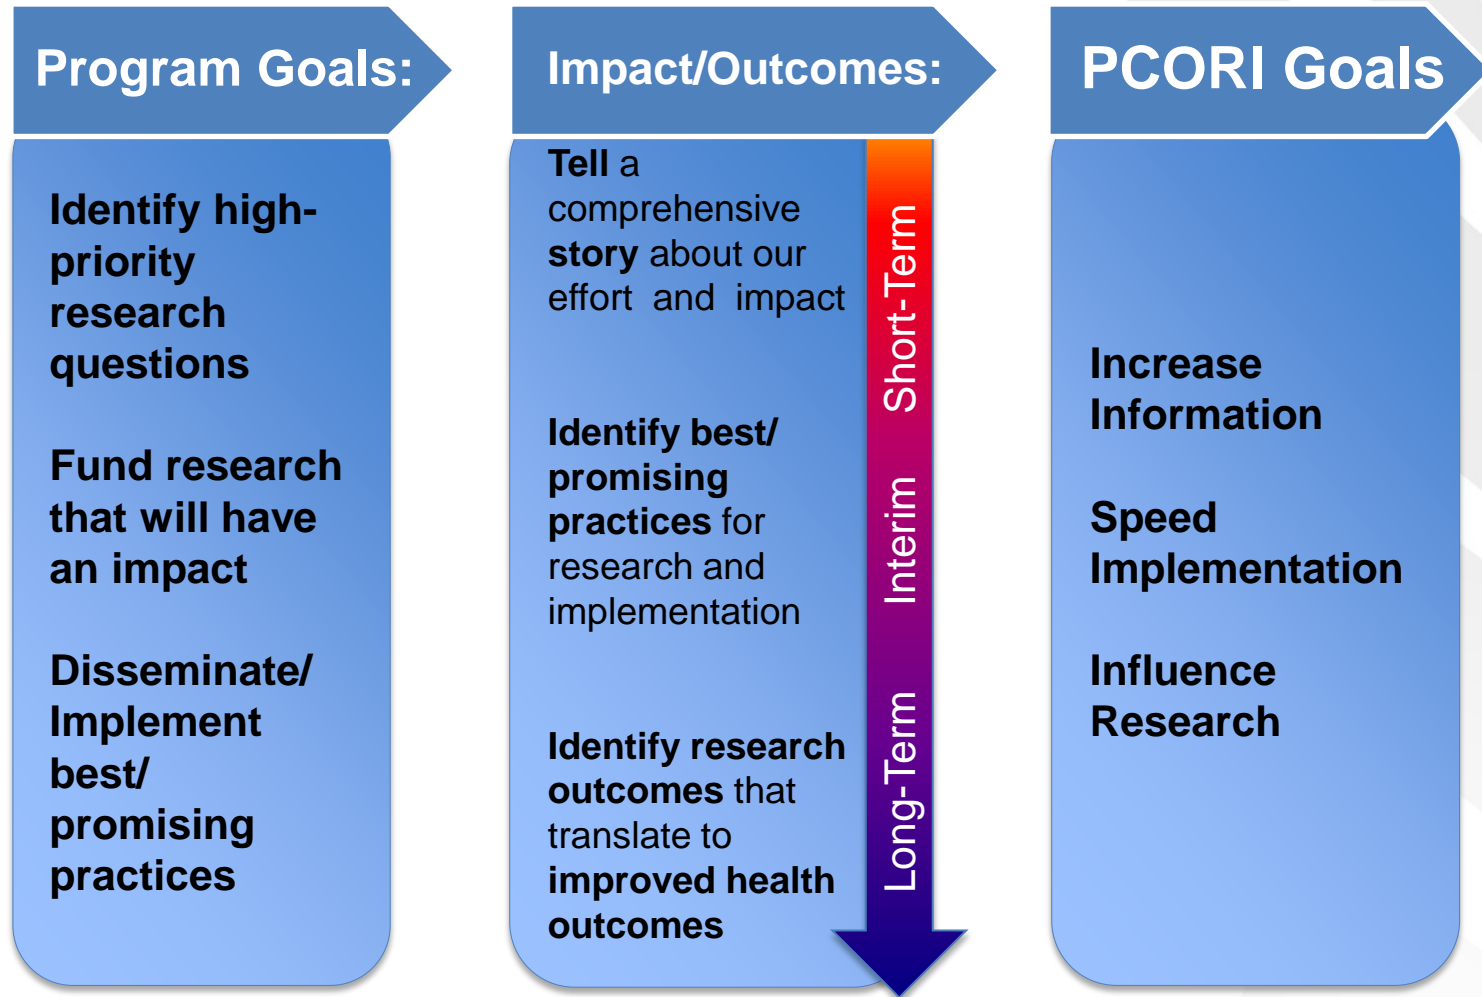 Program Goals:
Identify high-
priority
research
questions
Fund research
that will have
an impact
Disseminate/
Implement
best/
promising
practices
Impact/Outcomes:
Tell a
comprehensive
story about our
effort and impact
Identify best/
promising
practices for
research and
implementation
Identify research
outcomes that
translate to
improved health
outcomes
Short-Term
Interim
Long-Term
PCORI Goals
Increase
Information
Speed
Implementation
Influence
Research